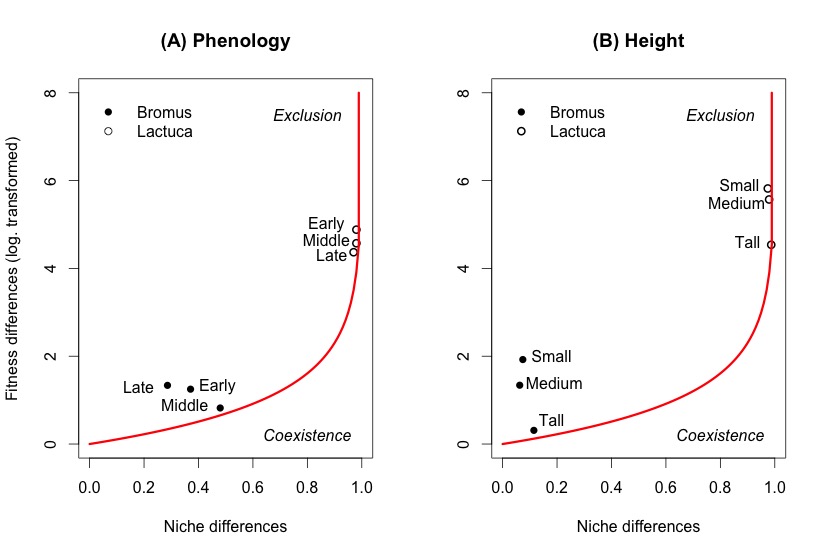 (A) Phenology
Fitness differences (log. transformed)
8
6
4
2
0
Bromus
Lactuca
Exclusion
Early
Middle
Late
Late
Early
Middle
Coexistence
0.0 0.2 0.4 0.6 0.8 1.0
Niche differences
(B) Height
8
6
4
2
0
Bromus
Lactuca
Exclusion
Small
Medium
Tall
Small
Medium
Tall
Coexistence
0.0 0.2 0.4 0.6 0.8 1.0
Niche differences